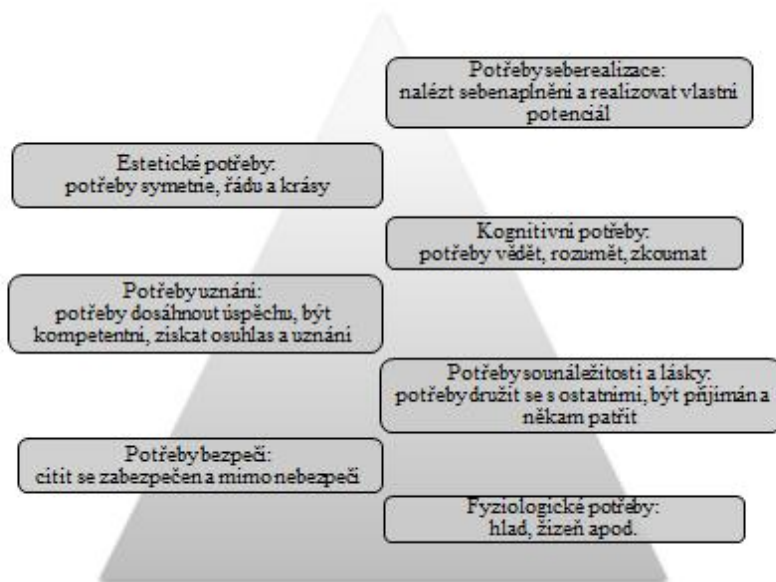 Potřeby seberealizace:
nalézt sebenaplnění a realizovat vlastní
potenciál
Estetické potřeby:
potřeby symetrie, řádu a krásy
Kognitivní potřeby:
potřeby vědět, rozumět, zkoumat
Potřeby uznání:
potřeby dosáhnout úspěchu, být
kompetentní, získat osuhlas a uznání
Potřeby sounáležitosti a lásky:
potřeby družit se s ostatními, být přijímán a
někam patřit
Potřeby bezpečí:
cítit se zabezpečen a mimo nebezpečí
Fyziologické potřeby:
hlad, žízeň apod.